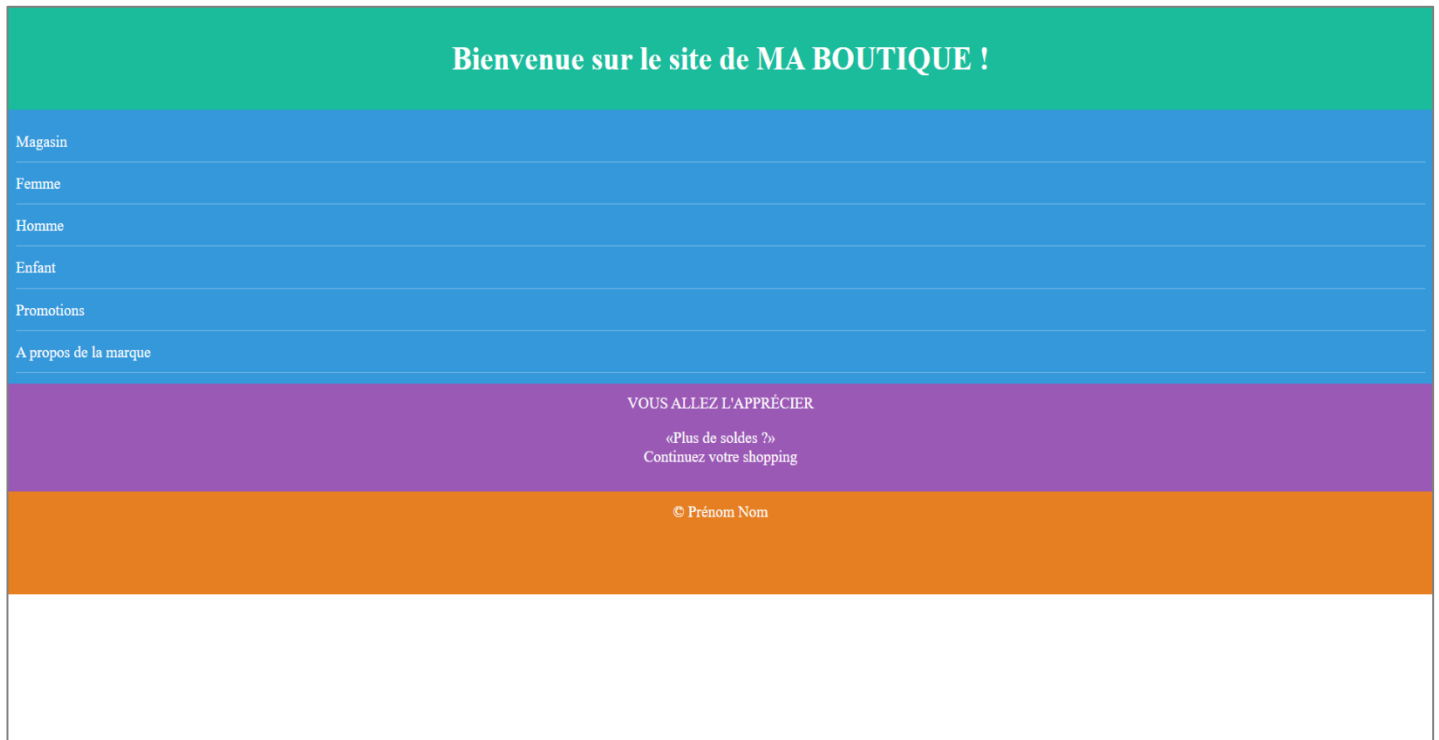 Bienvenue sur le site de MA BOUTIQUE !
Magasin
Femme
Homme
Enfant
Promotions
A propos de la marque
VOUS ALLEZ L'APPRÉCIER
«Plus de soldes ?»
Continuez votre shopping
© Prénom Nom